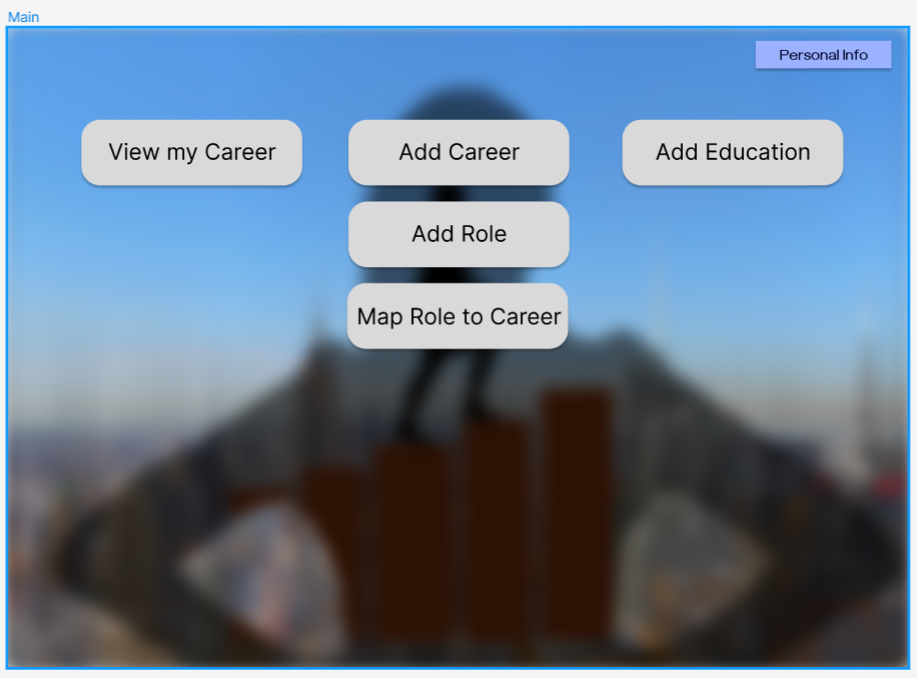 Main
Personal Info
View my Career
Add Career
Add Education
Add Role
Map Role to Career